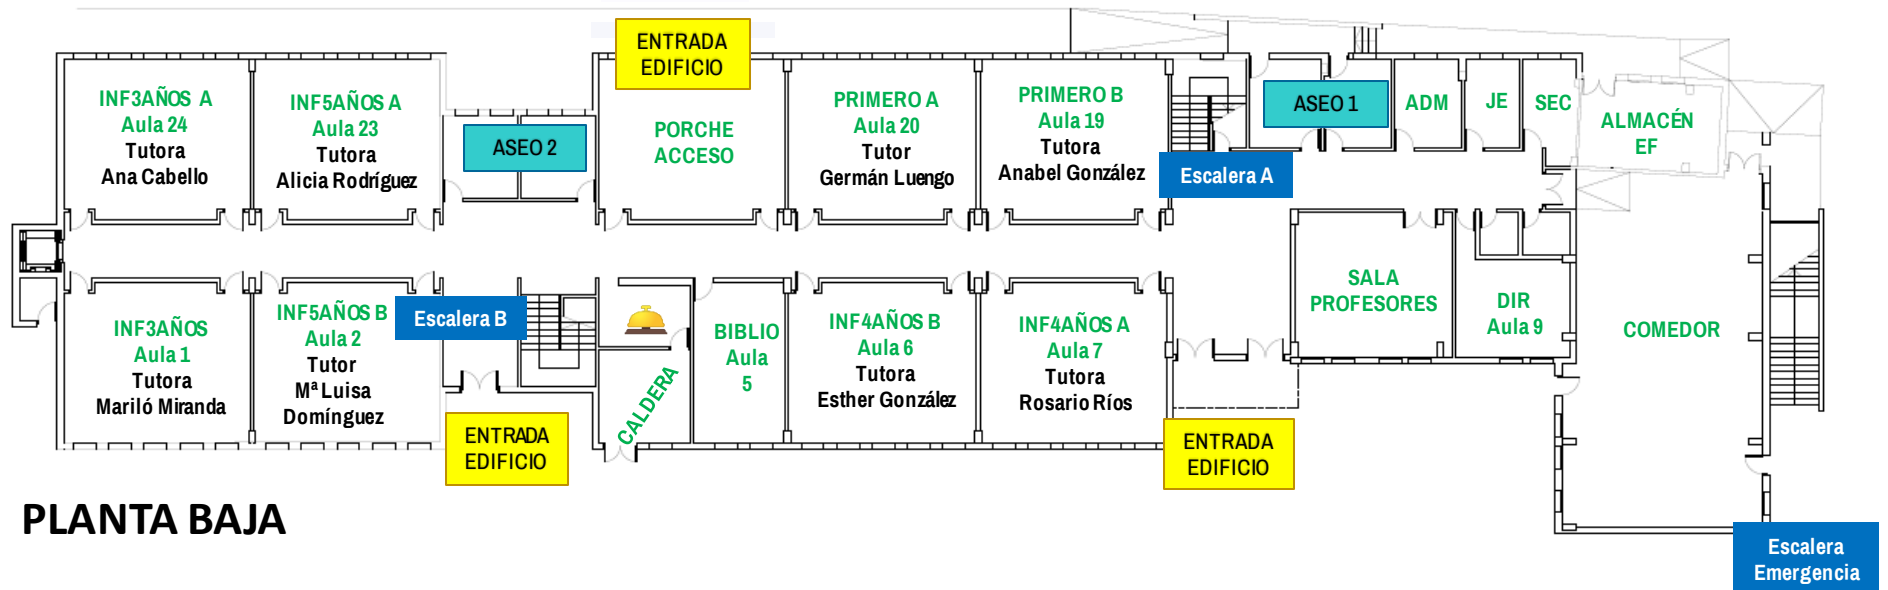 ENTRADA
EDIFICIO
INF3AÑOS A
Aula 24
Tutora
Ana Cabello
INF5AÑOS A
Aula 23
Tutora
Alicia Rodríguez
ASEO 2
PORCHE
ACCESO
PRIMERO A
Aula 20
Tutor
Germán Luengo
PRIMERO B
Aula 19
Tutora
Anabel González
Escalera A
ASEO 1
ADM
JE
SEC
ALMACÉN
EF
INF3AÑOS
Aula 1
Tutora
Mariló Miranda
INF5AÑOS B
Aula 2
Tutor
Mª Luisa
Domínguez
Escalera B
CALDERA
BIBLIO
Aula
5
INF4AÑOS B
Aula 6
Tutora
Esther González
INF4AÑOS A
Aula 7
Tutora
Rosario Ríos
SALA
PROFESORES
DIR
Aula 9
COMEDOR
ENTRADA
EDIFICIO
ENTRADA
EDIFICIO
PLANTA BAJA
Escalera
Emergencia